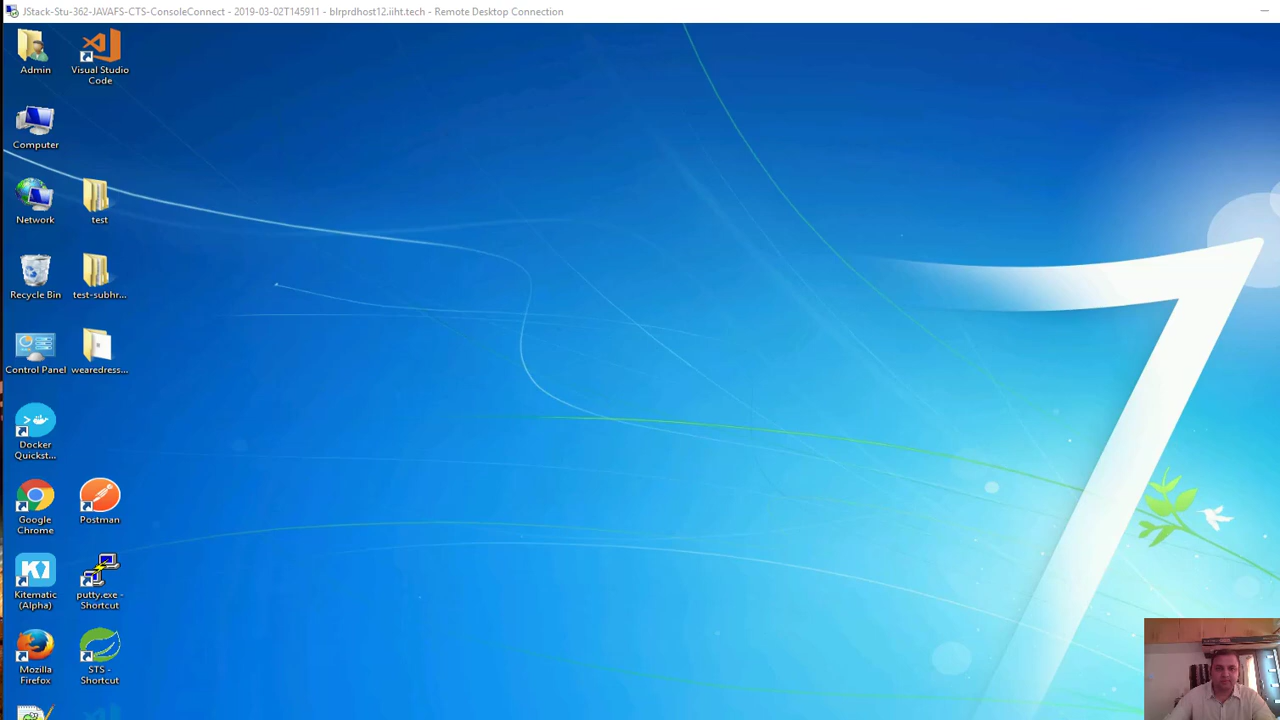 JStack-Stu-362-JAVAFS-CTS-ConsoleConnect - 2019-03-02T145911 - blrprdhost12.iiht.tech - Remote Desktop Connection
Admin
Visual Studio
Code
Computer
Network
test
Recycle Bin
test-subhr...
Control Panel
wearedress...
Docker
Quickst...
Google
Chrome
Postman
Kitematic
(Alpha)
putty.exe -
Shortcut
Mozilla
Firefox
STS -
Shortcut